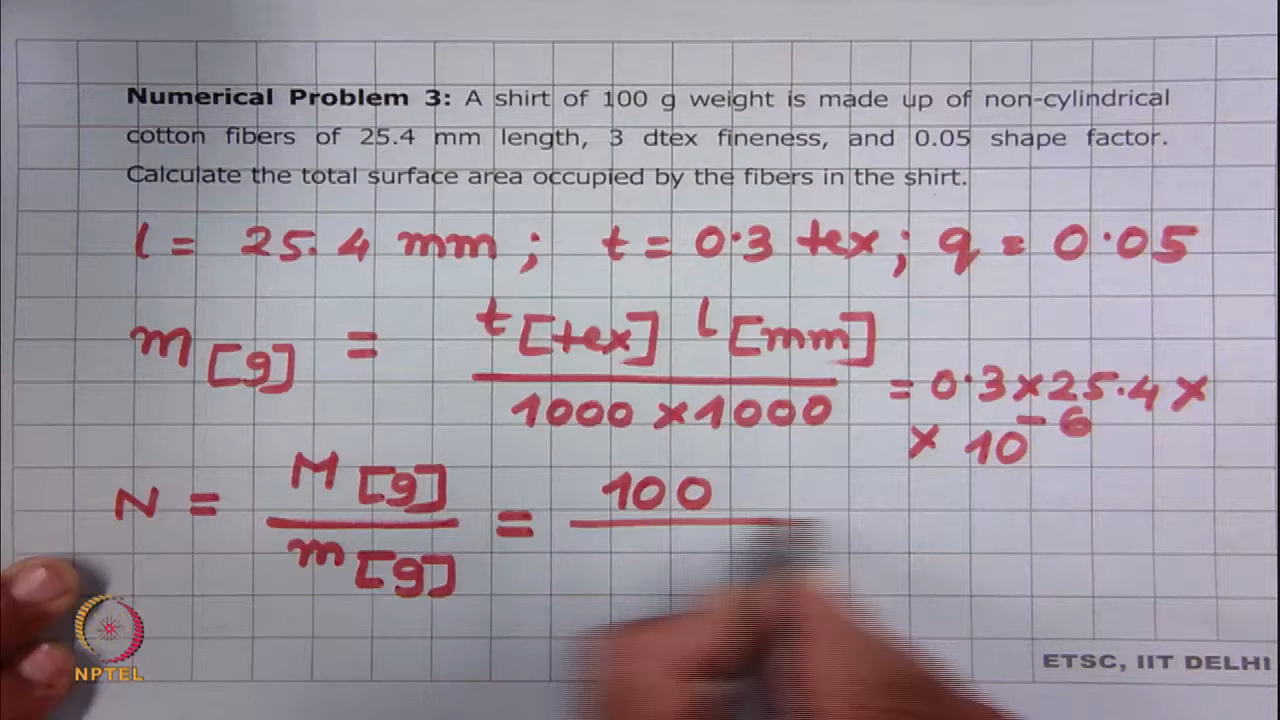 Numerical Problem 3: A shirt of 100 g weight is made up of non-cylindrical
cotton fibers of 25.4 mm length, 3 dtex fineness, and 0.05 shape factor.
Calculate the total surface area occupied by the fibers in the shirt.
l = 25.4 mm ; t = 0.3 tex ; q = 0.05
m [g] = t [tex] l [mm] / 1000 × 1000 = 0.3 × 25.4 ×
× 10^-6
N = M [g] / m [g] = 100
NPTEL
ETSC, IIT DELHI